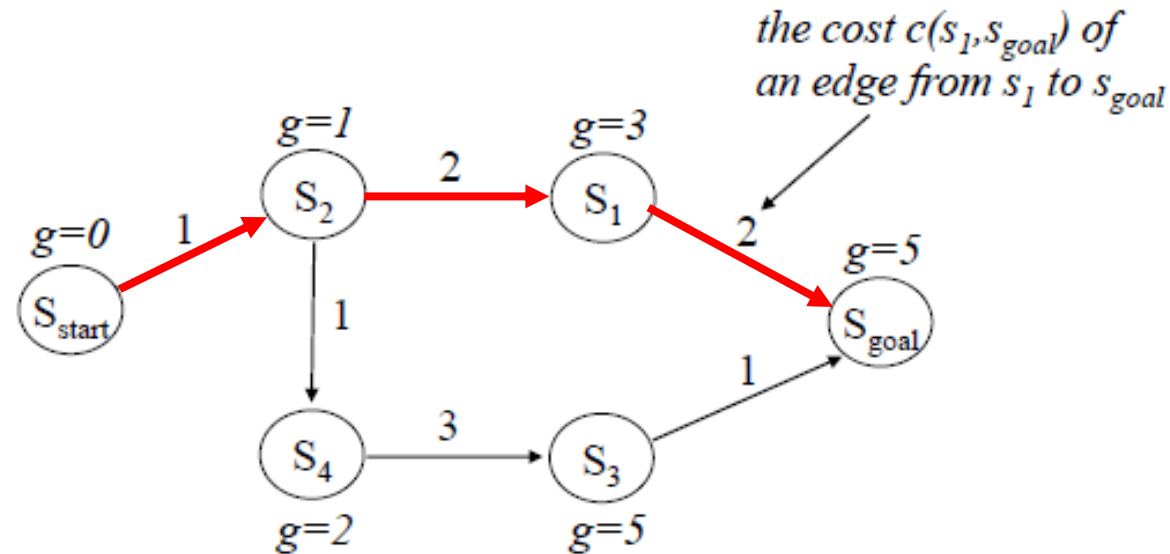 the cost c(s1,sgoal) of
an edge from s1 to sgoal
g=1
g=3
2
S2
S1
1
2
g=0
g=5
Sstart
1
Sgoal
1
3
S4
S3
g=2
g=5